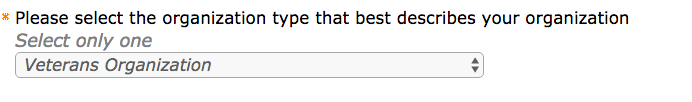 * Please select the organization type that best describes your organization
Select only one
Veterans Organization